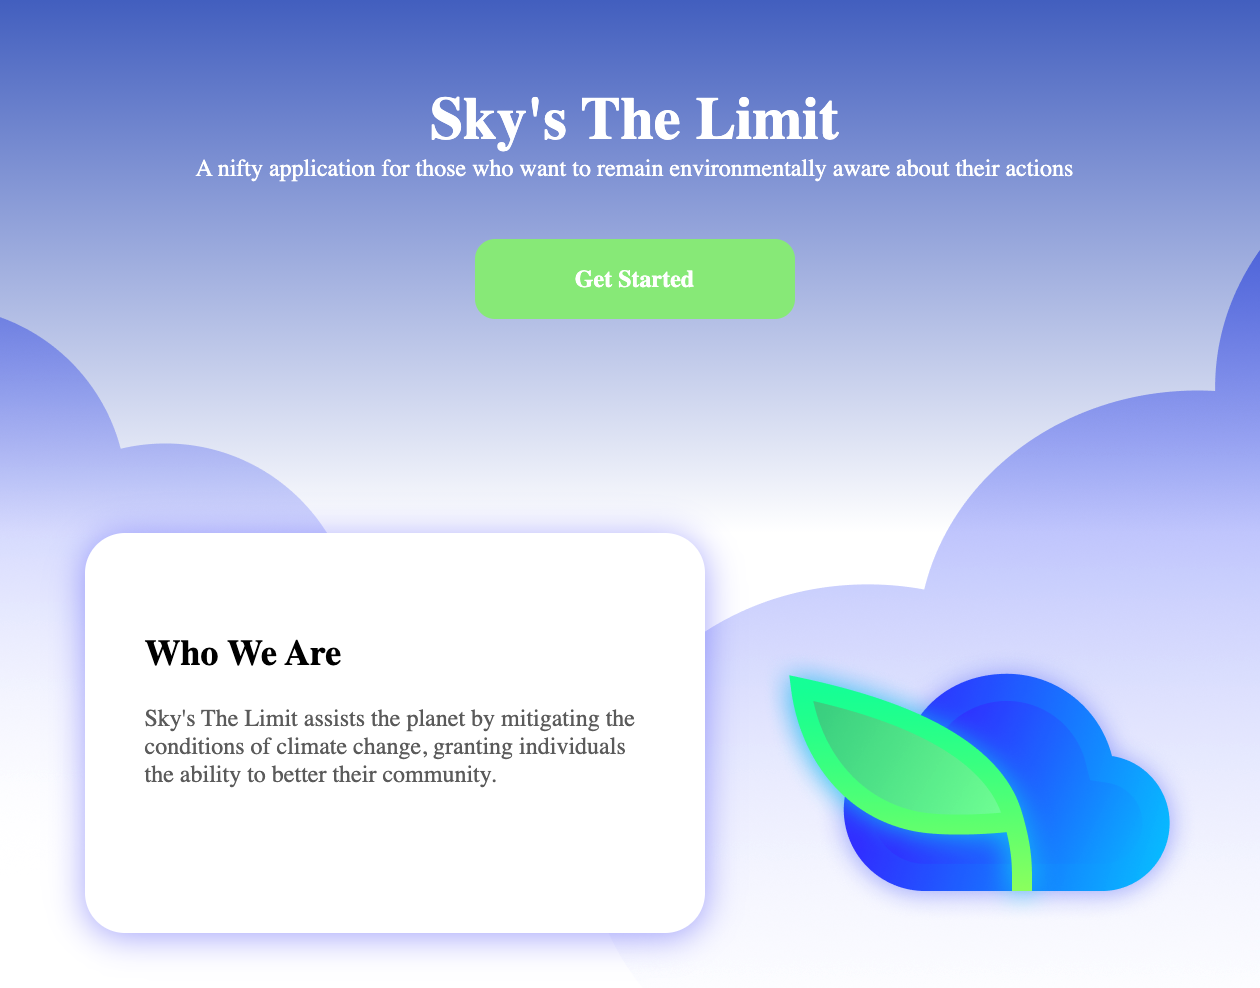 Sky's The Limit
A nifty application for those who want to remain environmentally aware about their actions
Get Started
Who We Are
Sky's The Limit assists the planet by mitigating the
conditions of climate change, granting individuals
the ability to better their community.